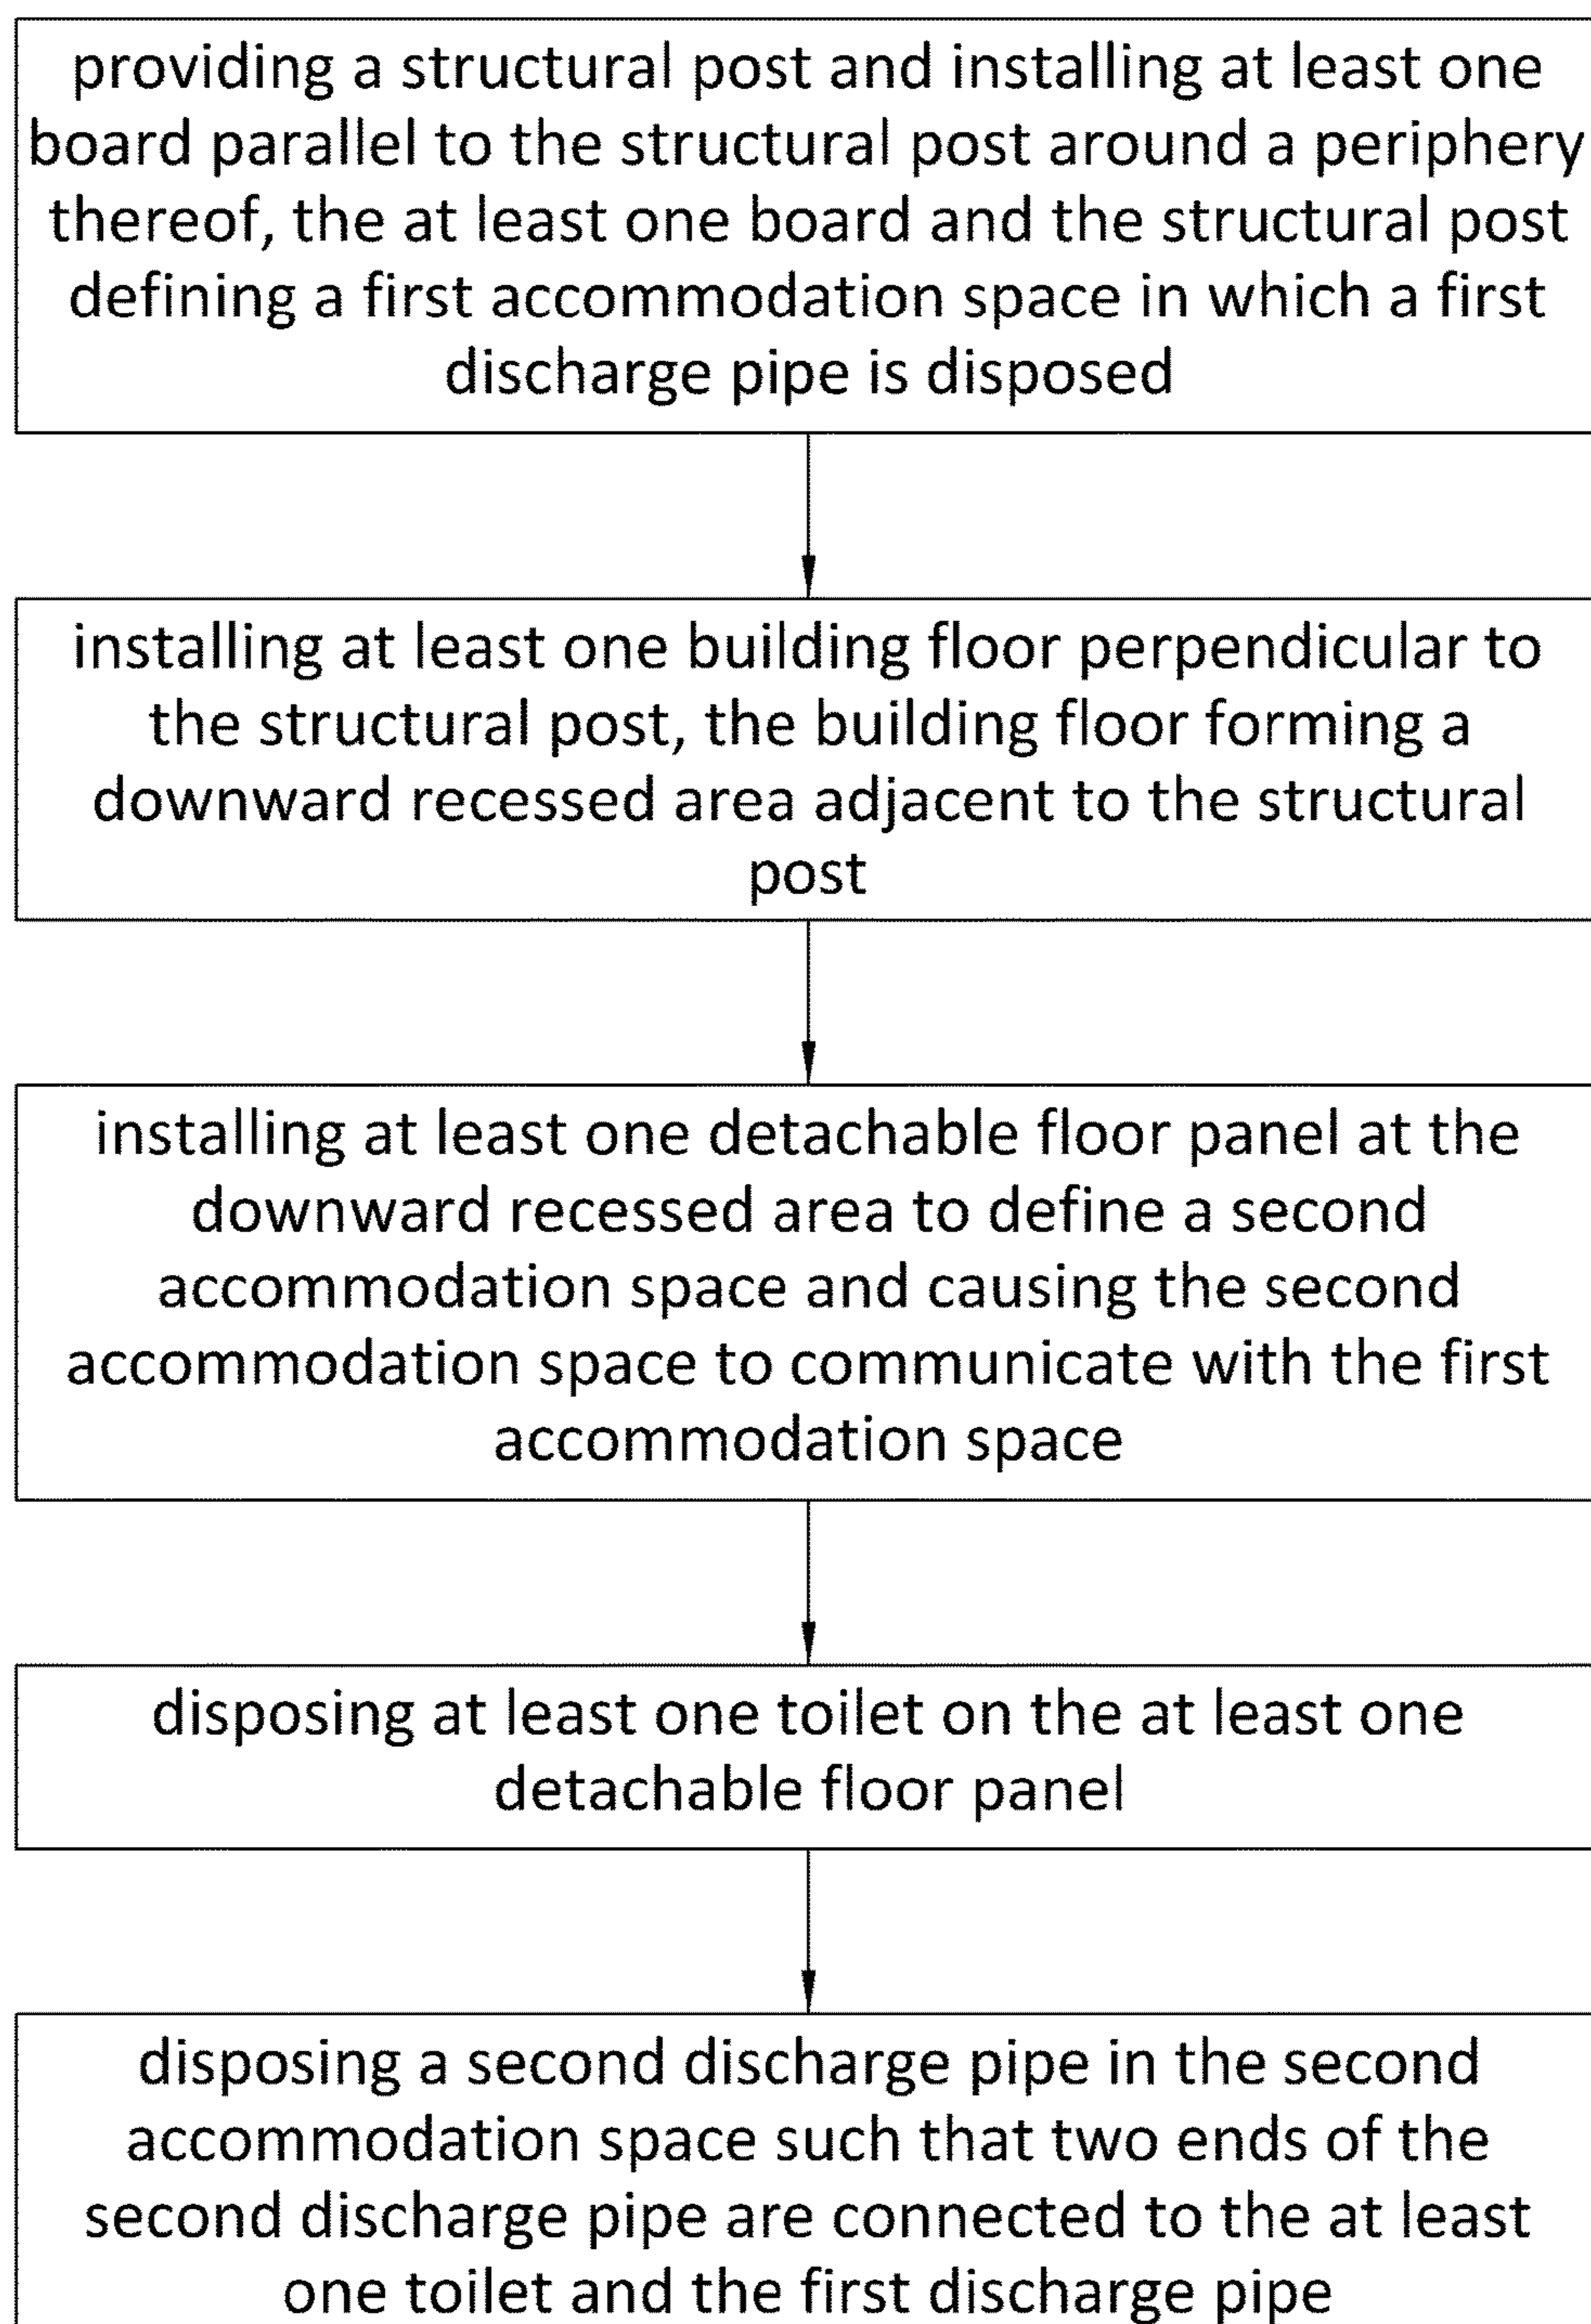 providing a structural post and installing at least one
board parallel to the structural post around a periphery
thereof, the at least one board and the structural post
defining a first accommodation space in which a first
discharge pipe is disposed
installing at least one building floor perpendicular to
the structural post, the building floor forming a
downward recessed area adjacent to the structural
post
installing at least one detachable floor panel at the
downward recessed area to define a second
accommodation space and causing the second
accommodation space to communicate with the first
accommodation space
disposing at least one toilet on the at least one
detachable floor panel
disposing a second discharge pipe in the second
accommodation space such that two ends of the
second discharge pipe are connected to the at least
one toilet and the first discharge pipe